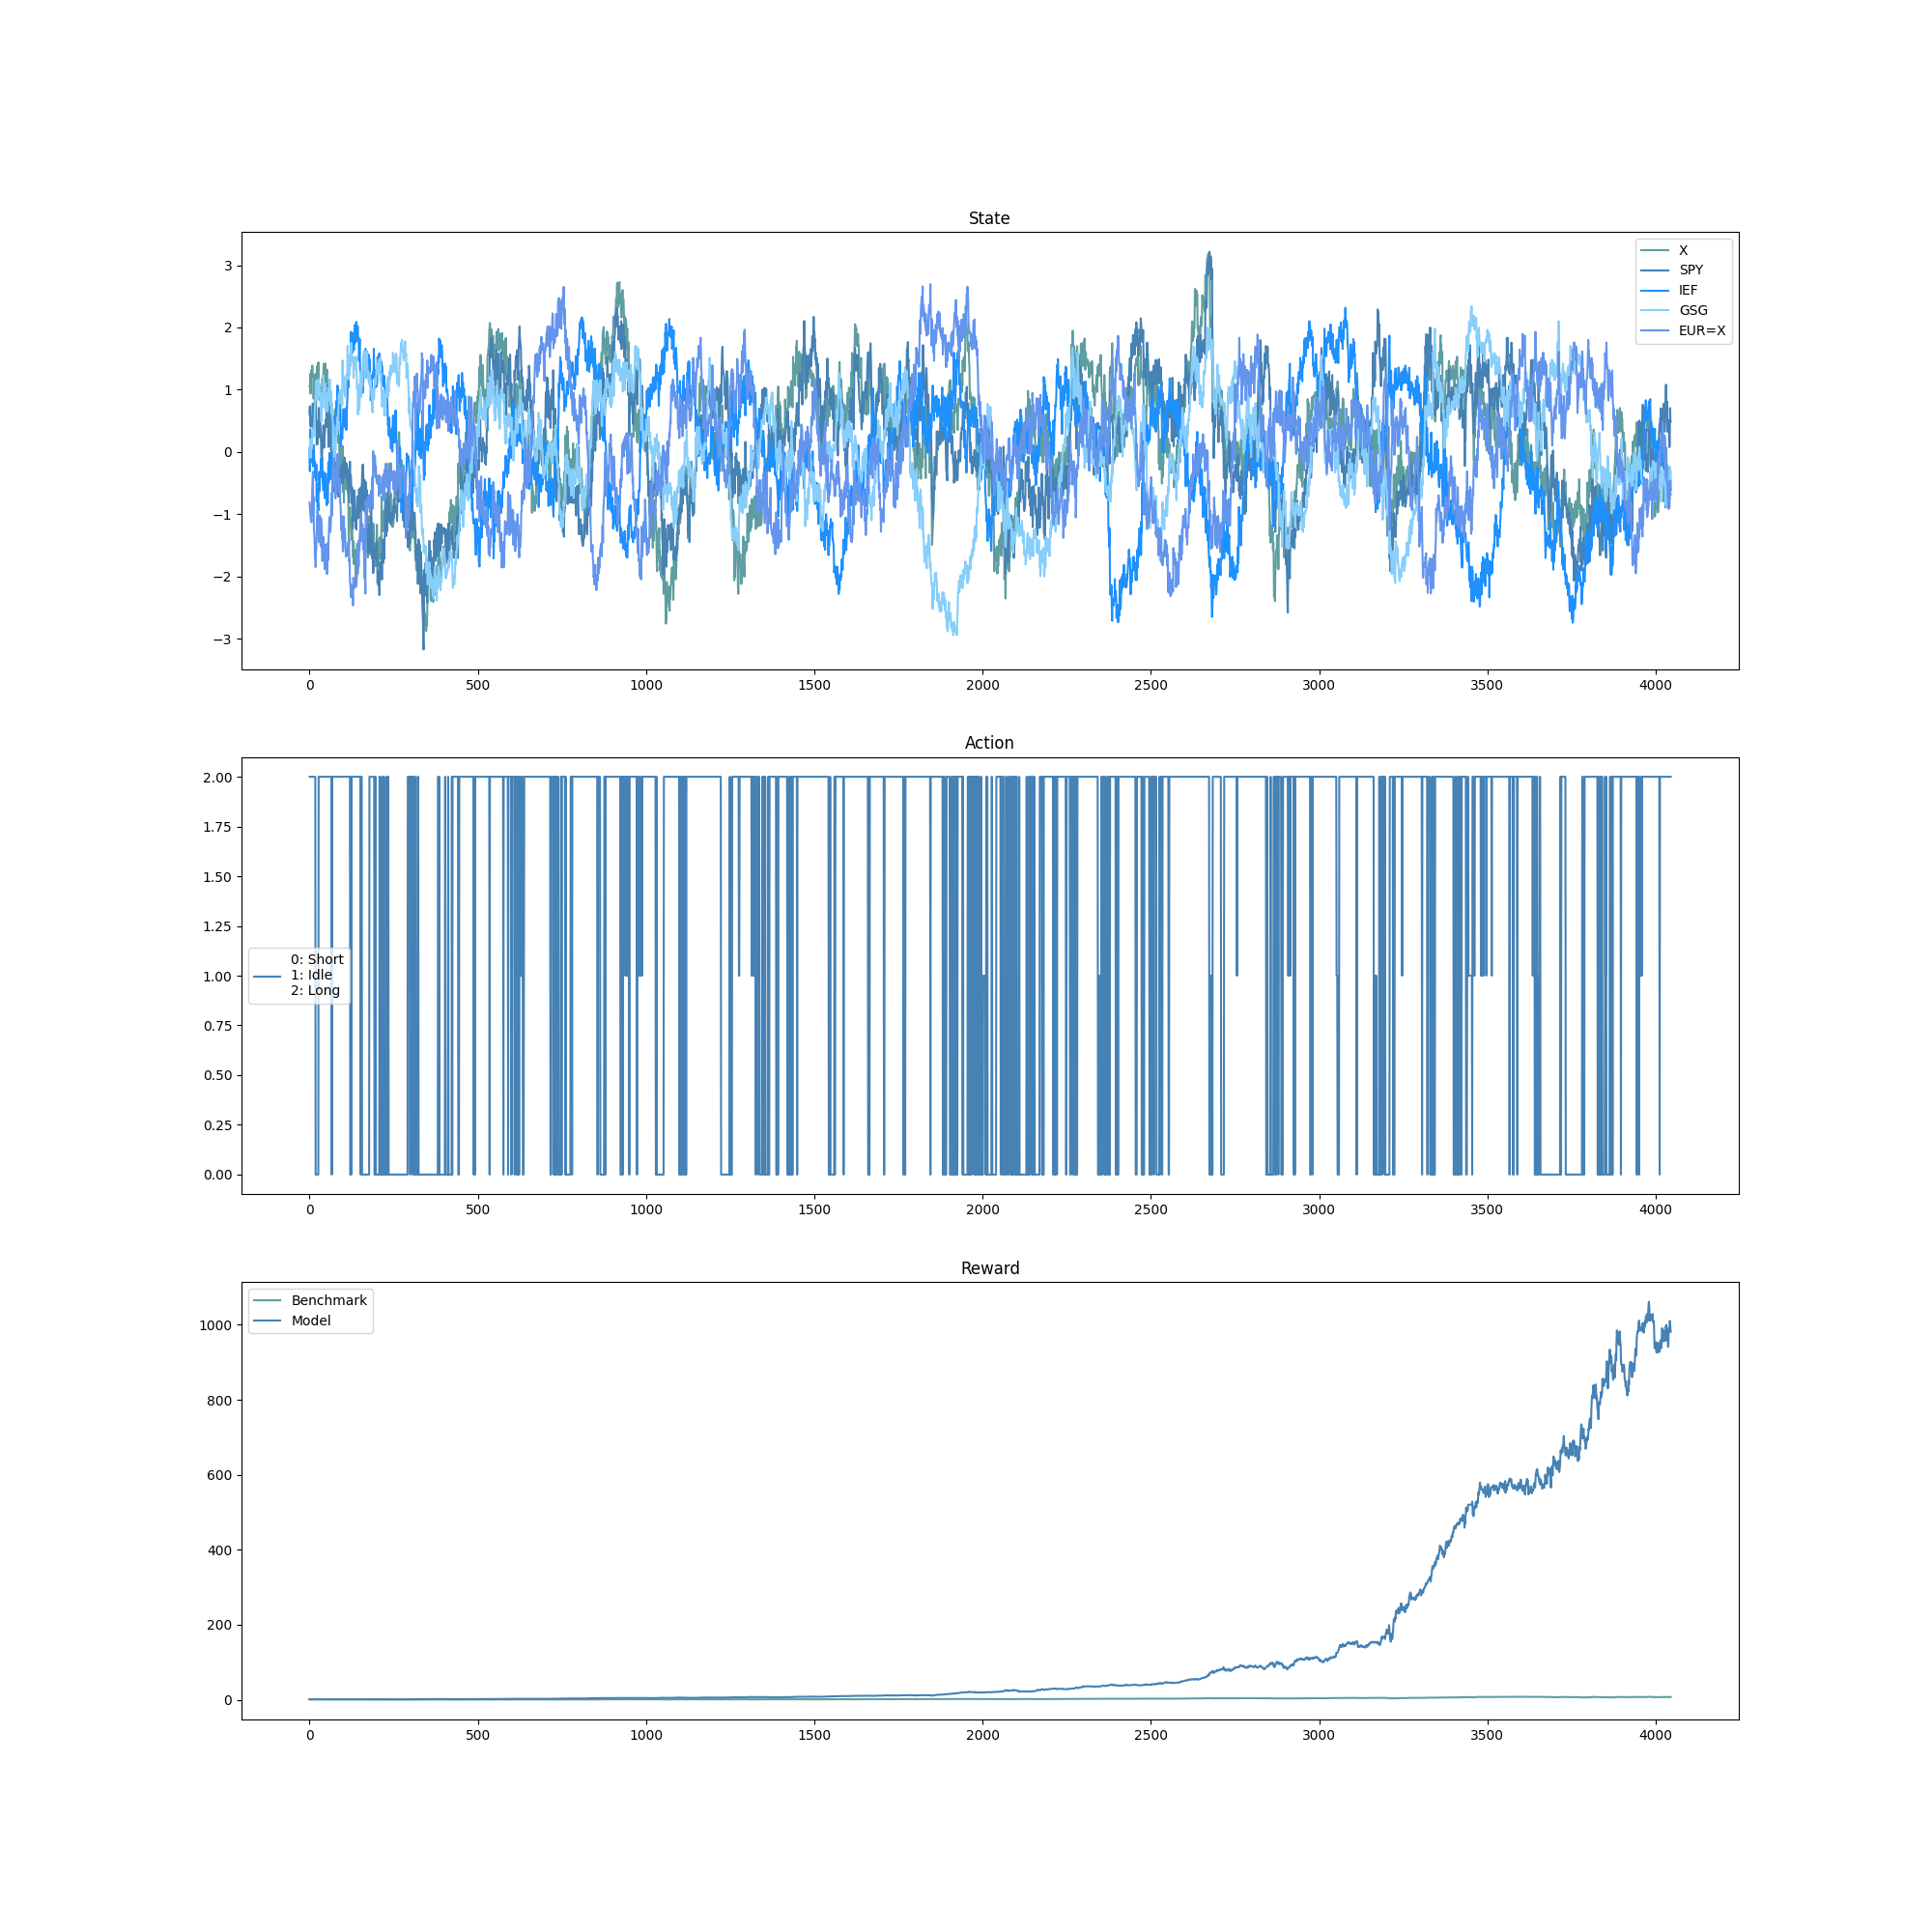 State
3
2
1
0
−1
−2
−3
X
SPY
IEF
GSG
EUR=X
0 500 1000 1500 2000 2500 3000 3500 4000
Action
2.00
1.75
1.50
1.25
1.00
0.75
0.50
0.25
0.00
0: Short
1: Idle
2: Long
0 500 1000 1500 2000 2500 3000 3500 4000
Reward
1000
800
600
400
200
0
Benchmark
Model
0 500 1000 1500 2000 2500 3000 3500 4000